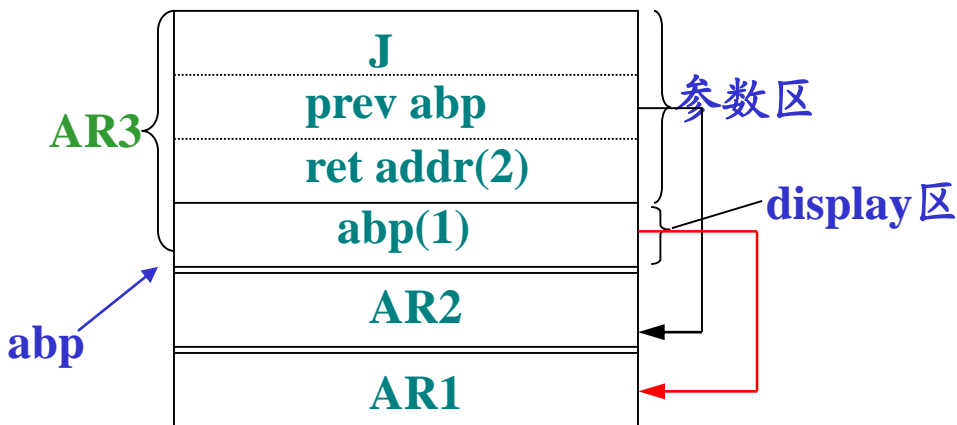 J
prev abp
参数区
AR3
ret addr(2)
abp(1)
display区
AR2
abp
AR1